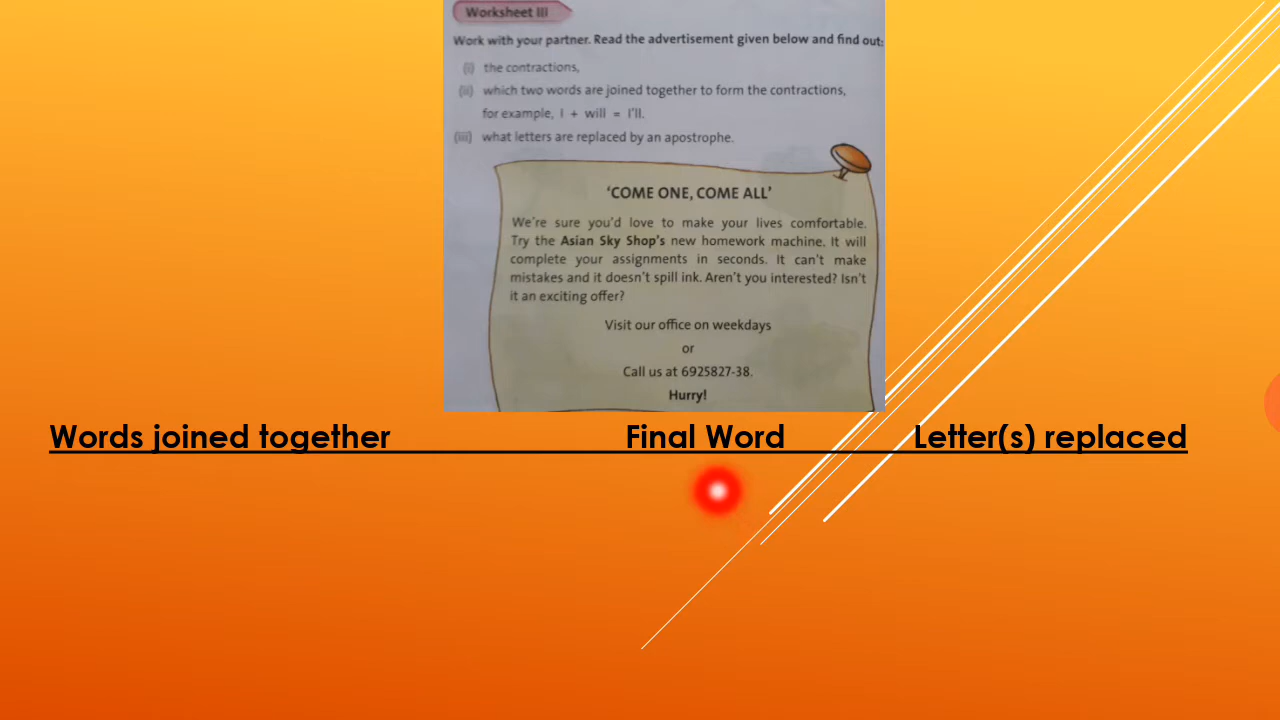 Worksheet III
Work with your partner. Read the advertisement given below and find out:
(i) the contractions,
(ii) which two words are joined together to form the contractions,
for example, I + will = I'll.
(iii) what letters are replaced by an apostrophe.
'COME ONE, COME ALL'
We're sure you'd love to make your lives comfortable.
Try the Asian Sky Shop's new homework machine. It will
complete your assignments in seconds. It can't make
mistakes and it doesn't spill ink. Aren't you interested? Isn't
it an exciting offer?
Visit our office on weekdays
or
Call us at 6925827-38.
Hurry!
Words joined together Final Word Letter(s) replaced